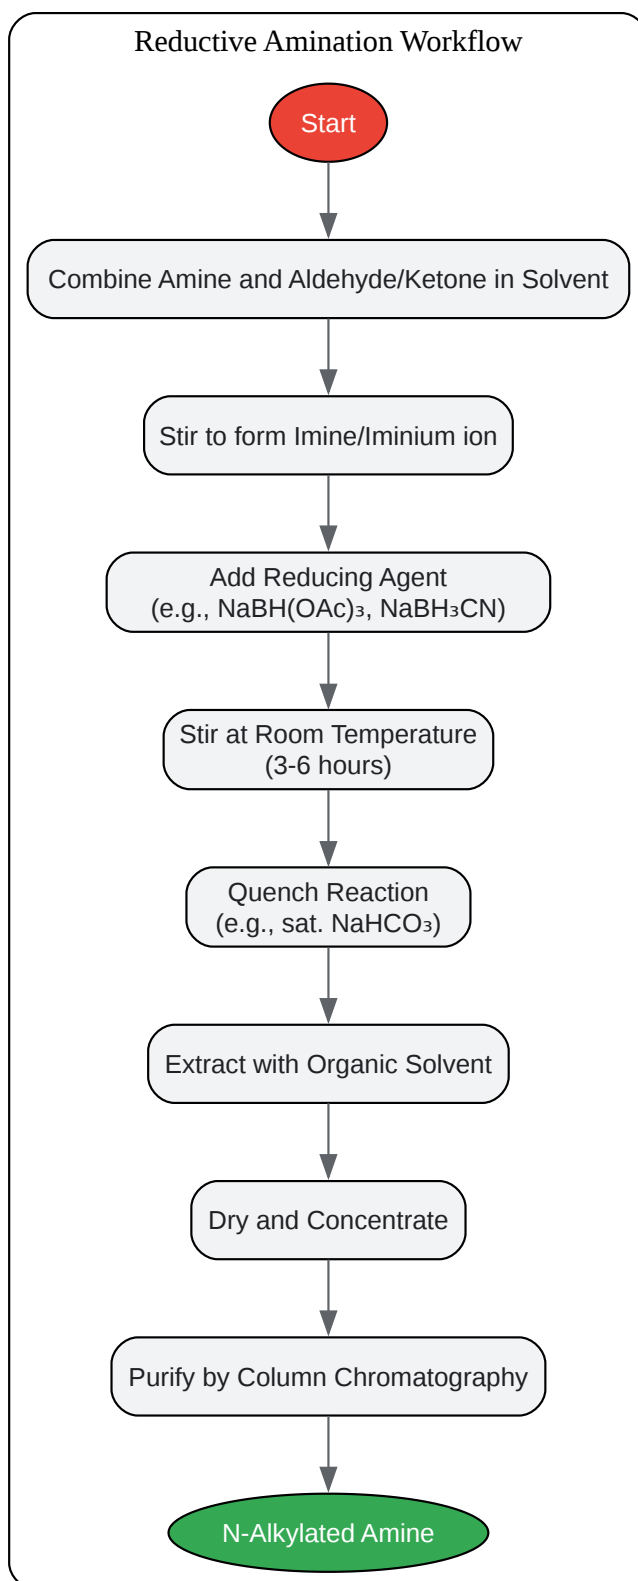 Reductive Amination Workflow
Start
Combine Amine and Aldehyde/Ketone in Solvent
Stir to form Imine/Iminium ion
Add Reducing Agent
(e.g., NaBH(OAc)₃, NaBH₃CN)
Stir at Room Temperature
(3-6 hours)
Quench Reaction
(e.g., sat. NaHCO₃)
Extract with Organic Solvent
Dry and Concentrate
Purify by Column Chromatography
N-Alkylated Amine